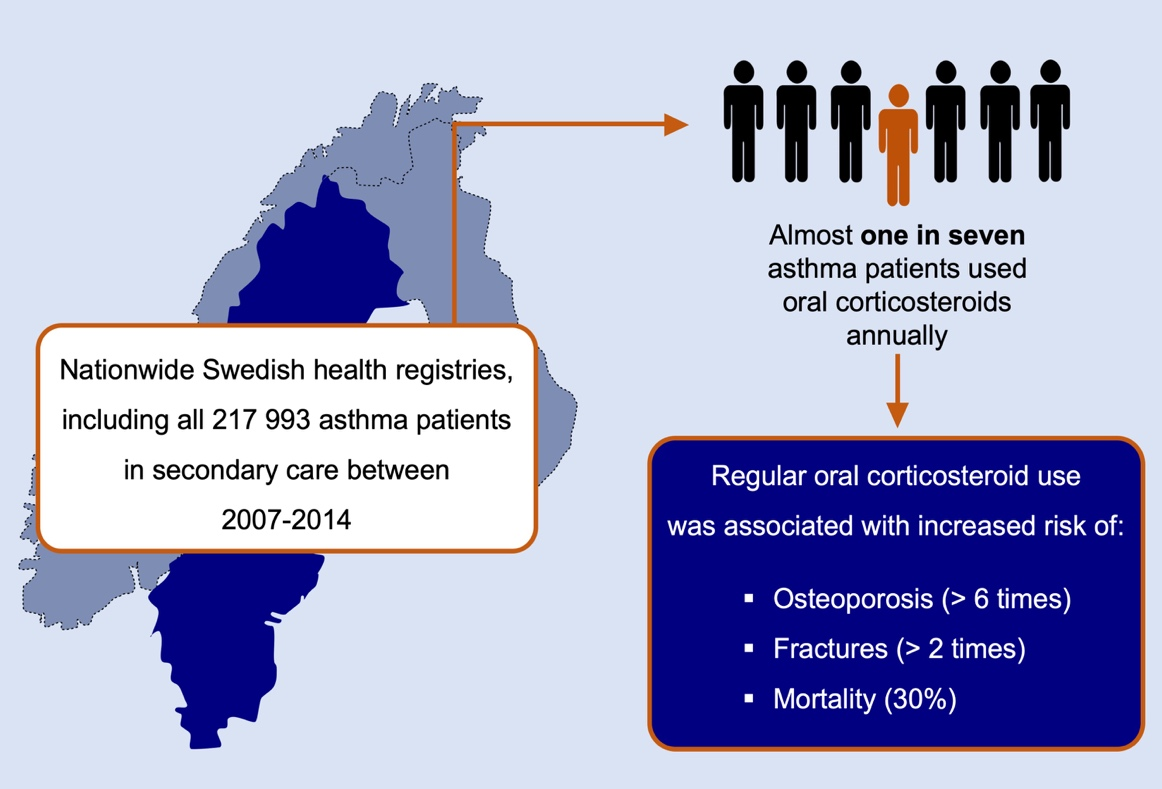 Almost one in seven
asthma patients used
oral corticosteroids
annually
Nationwide Swedish health registries,
including all 217 993 asthma patients
in secondary care between
2007-2014
Regular oral corticosteroid use
was associated with increased risk of:
▪ Osteoporosis (> 6 times)
▪ Fractures (> 2 times)
▪ Mortality (30%)